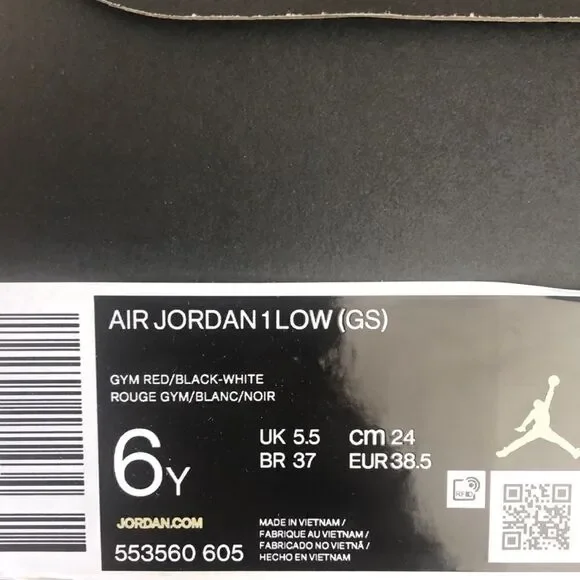 AIR JORDAN 1 LOW (GS)
GYM RED/BLACK-WHITE
ROUGE GYM/BLANC/NOIR
6Y
UK 5.5 cm 24
BR 37 EUR 38.5
JORDAN.COM
553560 605
MADE IN VIETNAM /
FABRIQUE AU VIETNAM /
FABRICADO NO VIETNÃ /
HECHO EN VIETNAM
RFID